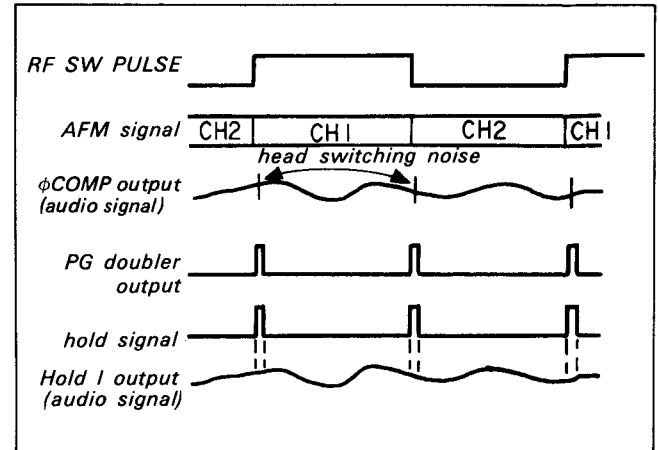 RF SW PULSE
AFM signal CH2 CH1 CH2 CH1
head switching noise
φCOMP output
(audio signal)
PG doubler
output
hold signal
Hold I output
(audio signal)